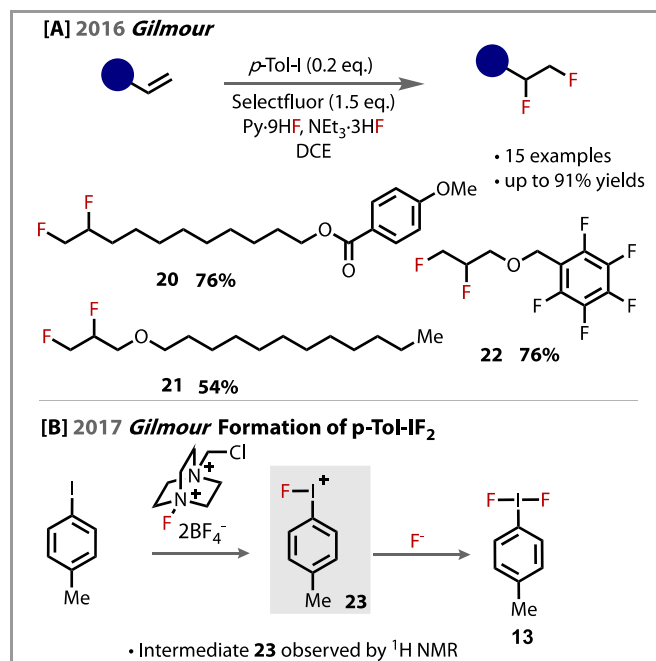 [A] 2016 Gilmour
p-Tol-I (0.2 eq.)
Selectfluor (1.5 eq.)
Py·9HF, NEt₃·3HF
DCE
F
F
• 15 examples
• up to 91% yields
F
F
O
O
OMe
20 76%
F
F
O
F
F
F
F
F
22 76%
F
F
O
Me
21 54%
[B] 2017 Gilmour Formation of p-Tol-IF₂
I
Me
Cl
N
+
N
+
F
2BF₄⁻
F
I
+
Me
23
F⁻
F
I
F
Me
13
• Intermediate 23 observed by ¹H NMR